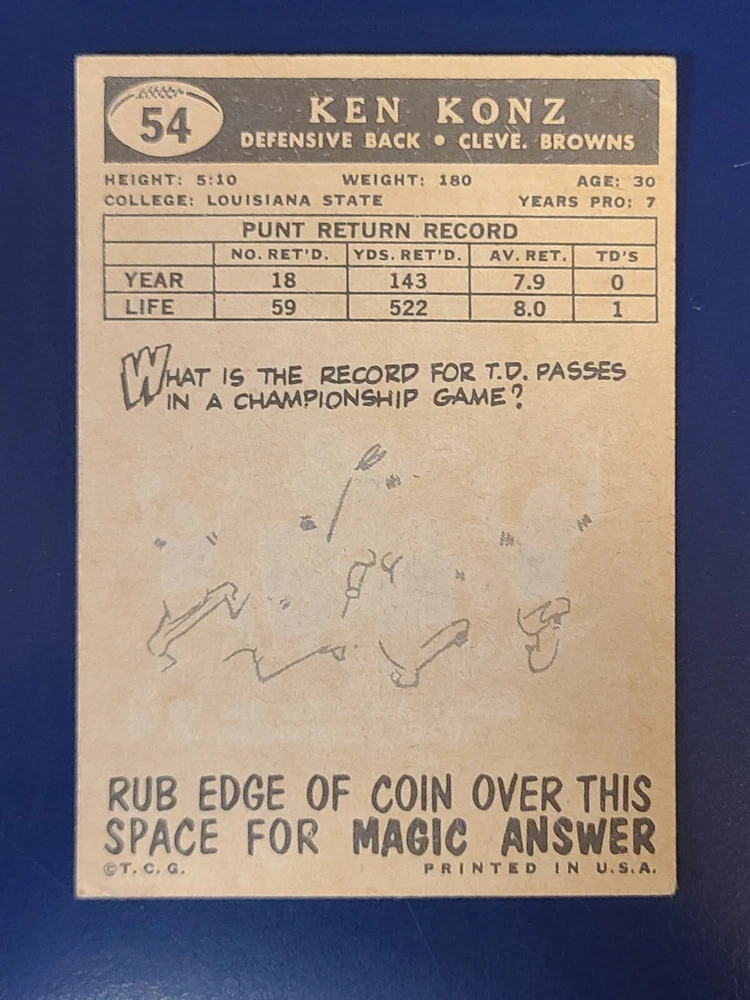 54
KEN KONZ
DEFENSIVE BACK • CLEVE. BROWNS
HEIGHT: 5:10 WEIGHT: 180 AGE: 30
COLLEGE: LOUISIANA STATE YEARS PRO: 7
PUNT RETURN RECORD
NO. RET'D. YDS. RET'D. AV. RET. TD'S
YEAR 18 143 7.9 0
LIFE 59 522 8.0 1
WHAT IS THE RECORD FOR T.D. PASSES
IN A CHAMPIONSHIP GAME?
RUB EDGE OF COIN OVER THIS
SPACE FOR MAGIC ANSWER
©T. C. G. PRINTED IN U.S.A.